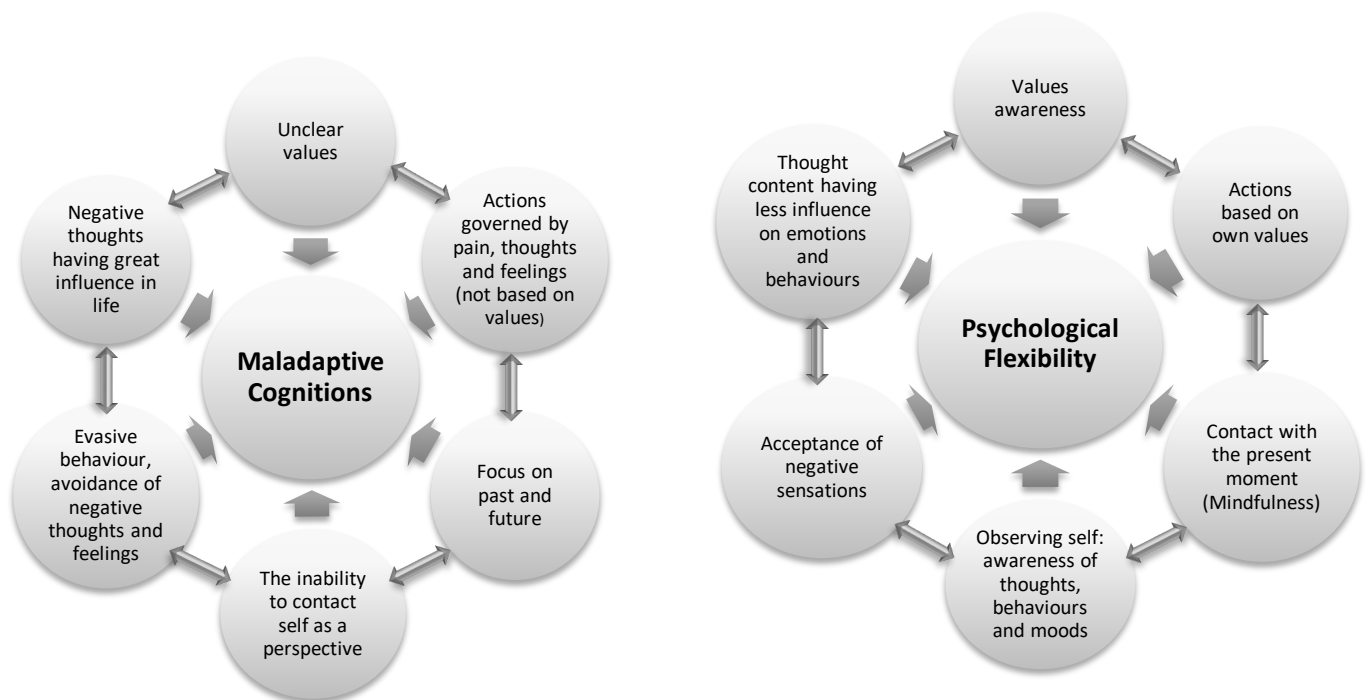 Unclear
values
Actions
governed by
pain, thoughts
and feelings
(not based on
values)
Focus on
past and
future
The inability
to contact
self as a
perspective
Evasive
behaviour,
avoidance of
negative
thoughts and
feelings
Negative
thoughts
having great
influence in
life
Maladaptive
Cognitions
Values
awareness
Actions
based on
own values
Contact with
the present
moment
(Mindfulness)
Observing self:
awareness of
thoughts,
behaviours
and moods
Acceptance of
negative
sensations
Thought
content having
less influence
on emotions
and
behaviours
Psychological
Flexibility